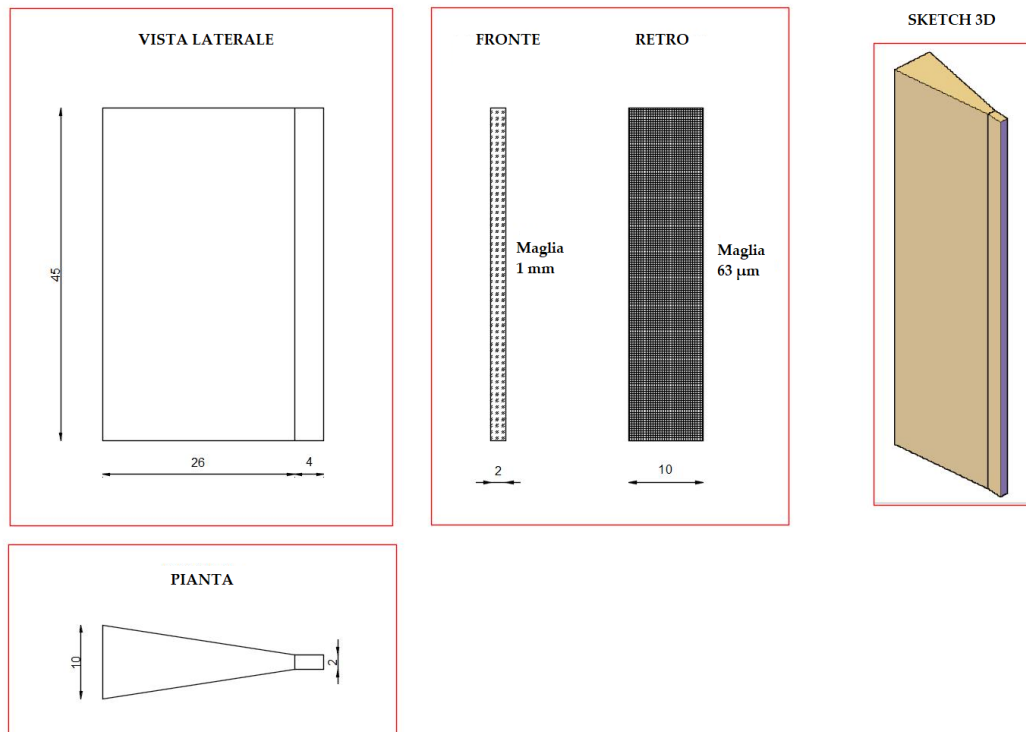 VISTA LATERALE
45
26
4
FRONTE
RETRO
Maglia
1 mm
Maglia
63 μm
2
10
SKETCH 3D
PIANTA
10
2